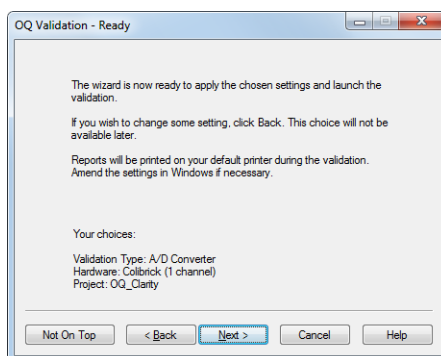 OQ Validation - Ready
The wizard is now ready to apply the chosen settings and launch the
validation.
If you wish to change some setting, click Back. This choice will not be
available later.
Reports will be printed on your default printer during the validation.
Amend the settings in Windows if necessary.
Your choices:
Validation Type: A/D Converter
Hardware: Colibrick (1 channel)
Project: OQ_Clarity
Not On Top < Back Next > Cancel Help